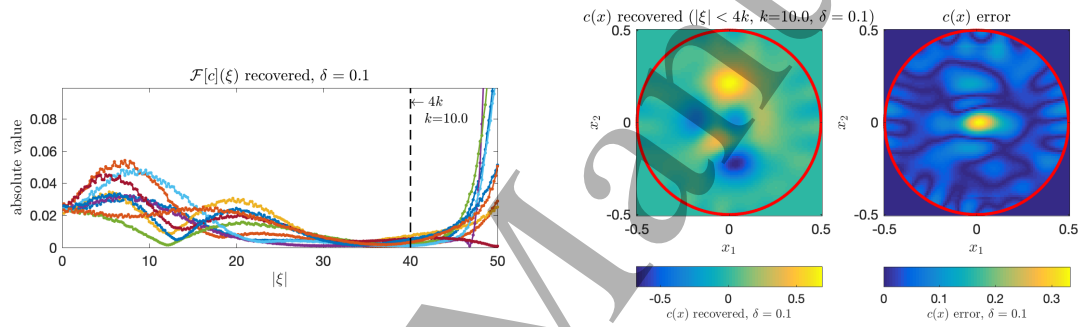 𝓕[c](ξ) recovered, δ = 0.1
absolute value
0.08
0.06
0.04
0.02
0
0 10 20 30 40 50
|ξ|
← 4k
k=10.0
c(x) recovered (|ξ| < 4k, k=10.0, δ = 0.1)
0.5
0
-0.5
x₂
-0.5 0 0.5
x₁
-0.5 0 0.5
c(x) recovered, δ = 0.1
c(x) error
0.5
0
-0.5
x₂
-0.5 0 0.5
x₁
0 0.1 0.2 0.3
c(x) error, δ = 0.1